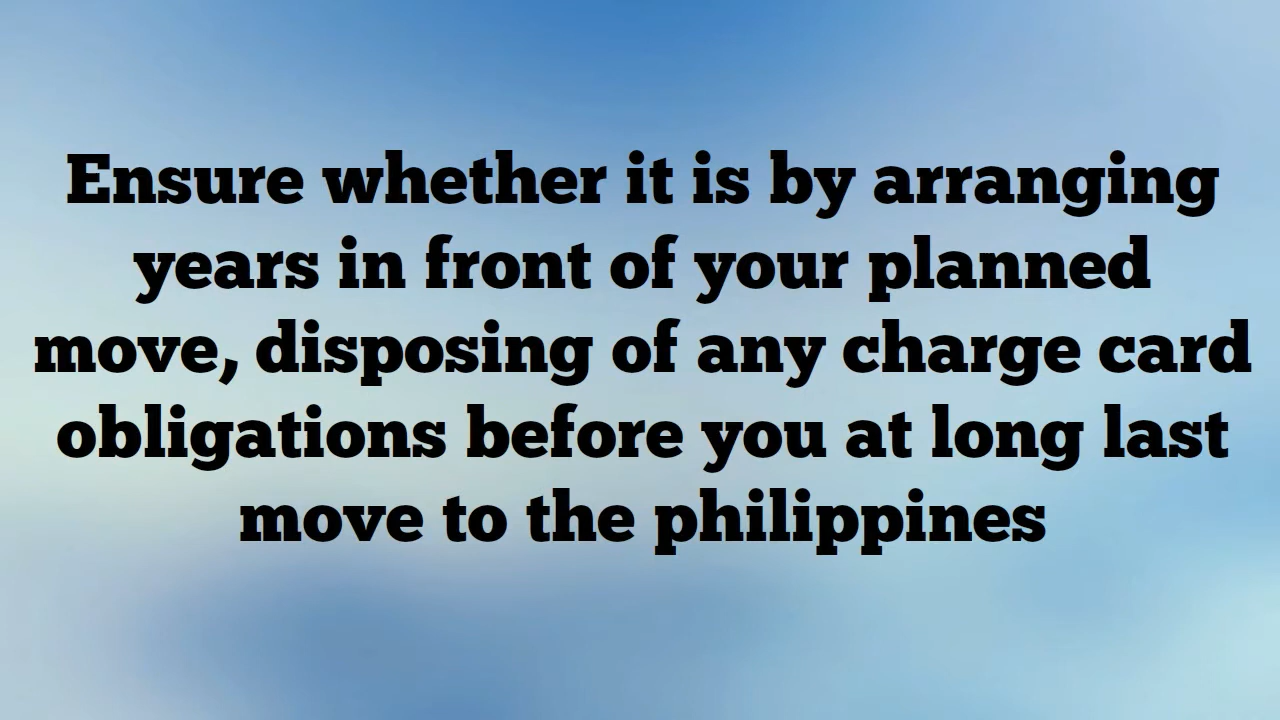 Ensure whether it is by arranging
years in front of your planned
move, disposing of any charge card
obligations before you at long last
move to the philippines